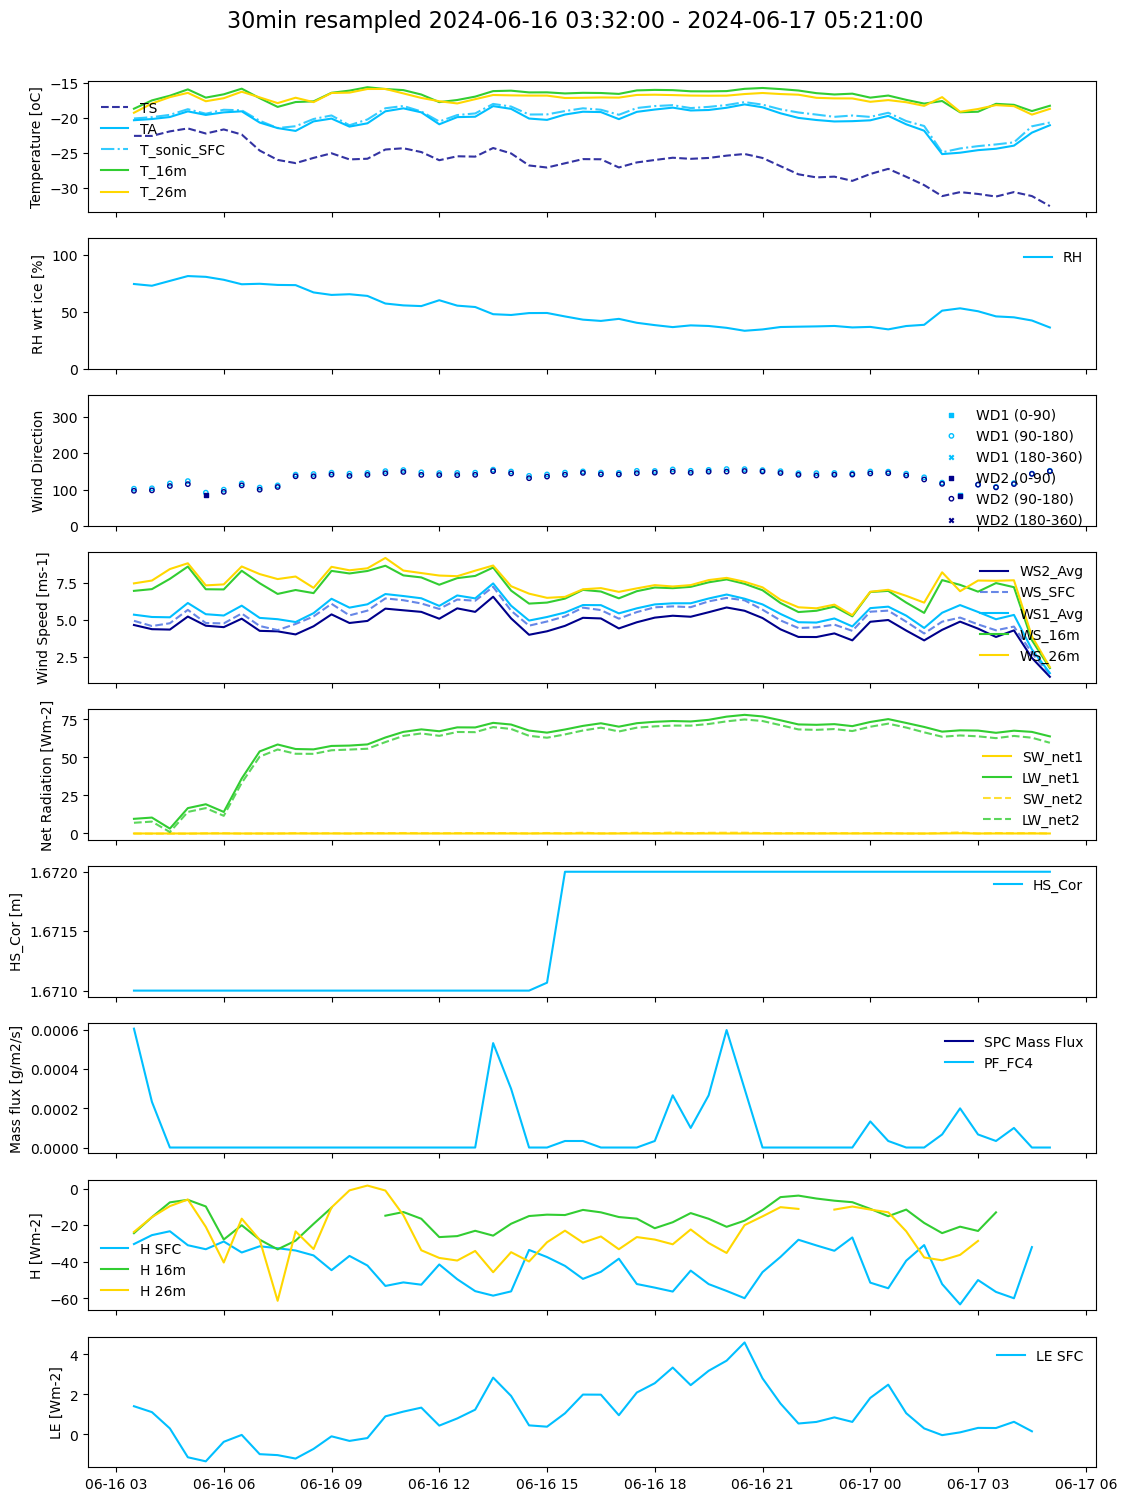 30min resampled 2024-06-16 03:32:00 - 2024-06-17 05:21:00
Temperature [oC]
−15
−20
−25
−30
TS
TA
T_sonic_SFC
T_16m
T_26m
RH wrt ice [%]
100
50
0
RH
Wind Direction
300
200
100
0
WD1 (0-90)
WD1 (90-180)
WD1 (180-360)
WD2 (0-90)
WD2 (90-180)
WD2 (180-360)
Wind Speed [ms-1]
7.5
5.0
2.5
WS2_Avg
WS_SFC
WS1_Avg
WS_16m
WS_26m
Net Radiation [Wm-2]
75
50
25
0
SW_net1
LW_net1
SW_net2
LW_net2
HS_Cor [m]
1.6720
1.6715
1.6710
HS_Cor
Mass flux [g/m2/s]
0.0006
0.0004
0.0002
0.0000
SPC Mass Flux
PF_FC4
H [Wm-2]
0
−20
−40
−60
H SFC
H 16m
H 26m
LE [Wm-2]
4
2
0
LE SFC
06-16 03 06-16 06 06-16 09 06-16 12 06-16 15 06-16 18 06-16 21 06-17 00 06-17 03 06-17 06